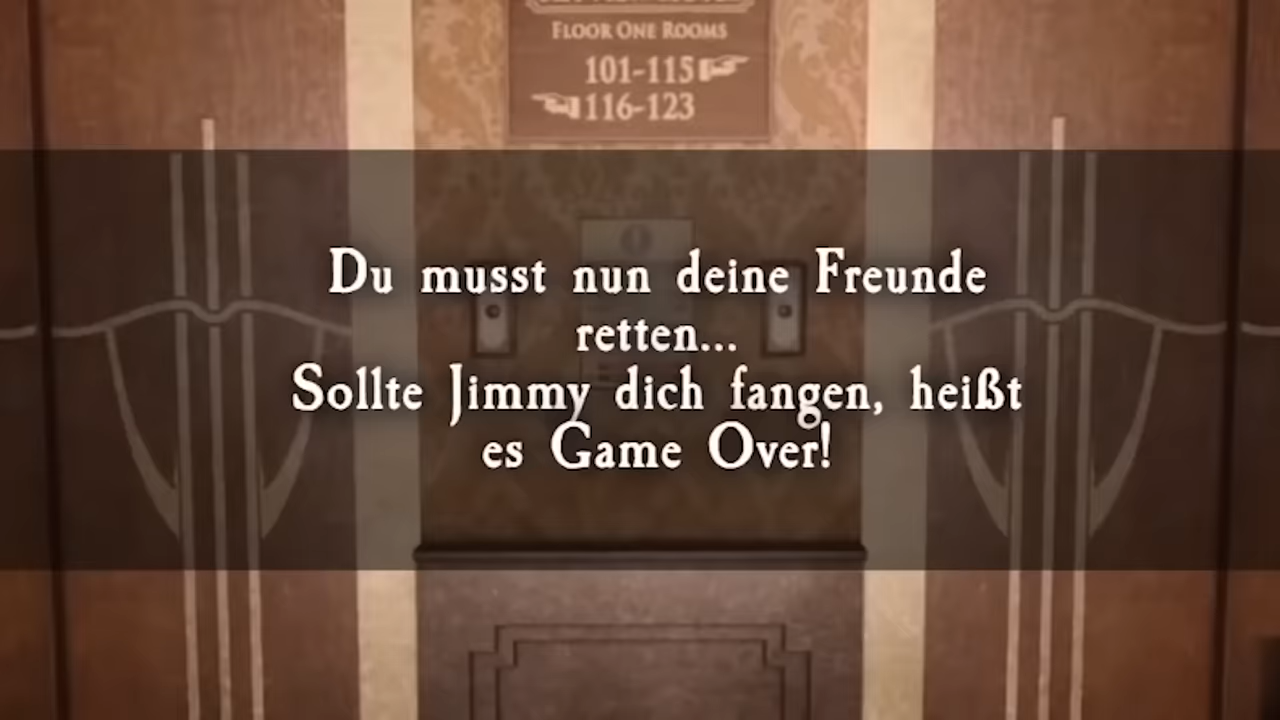 FLOOR ONE ROOMS
101-115
116-123
Du musst nun deine Freunde
retten...
Sollte Jimmy dich fangen, heißt
es Game Over!